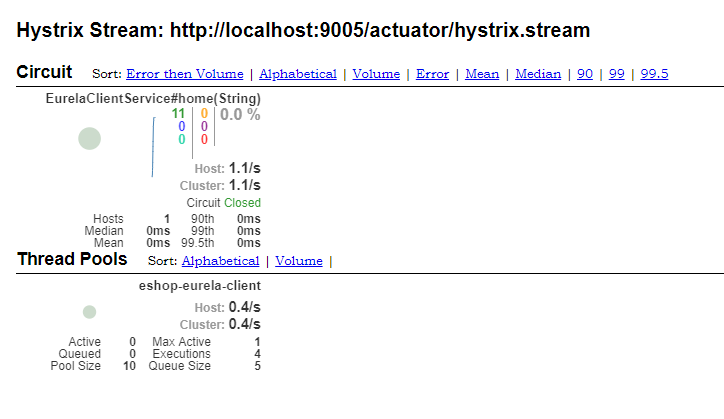 Hystrix Stream: http://localhost:9005/actuator/hystrix.stream
Circuit Sort: Error then Volume | Alphabetical | Volume | Error | Mean | Median | 90 | 99 | 99.5
EurelaClientService#home(String)
11 0 0.0 %
0 0
0 0
Host: 1.1/s
Cluster: 1.1/s
Circuit Closed
Hosts 1 90th 0ms
Median 0ms 99th 0ms
Mean 0ms 99.5th 0ms
Thread Pools Sort: Alphabetical | Volume |
eshop-eurela-client
Host: 0.4/s
Cluster: 0.4/s
Active 0 Max Active 1
Queued 0 Executions 4
Pool Size 10 Queue Size 5